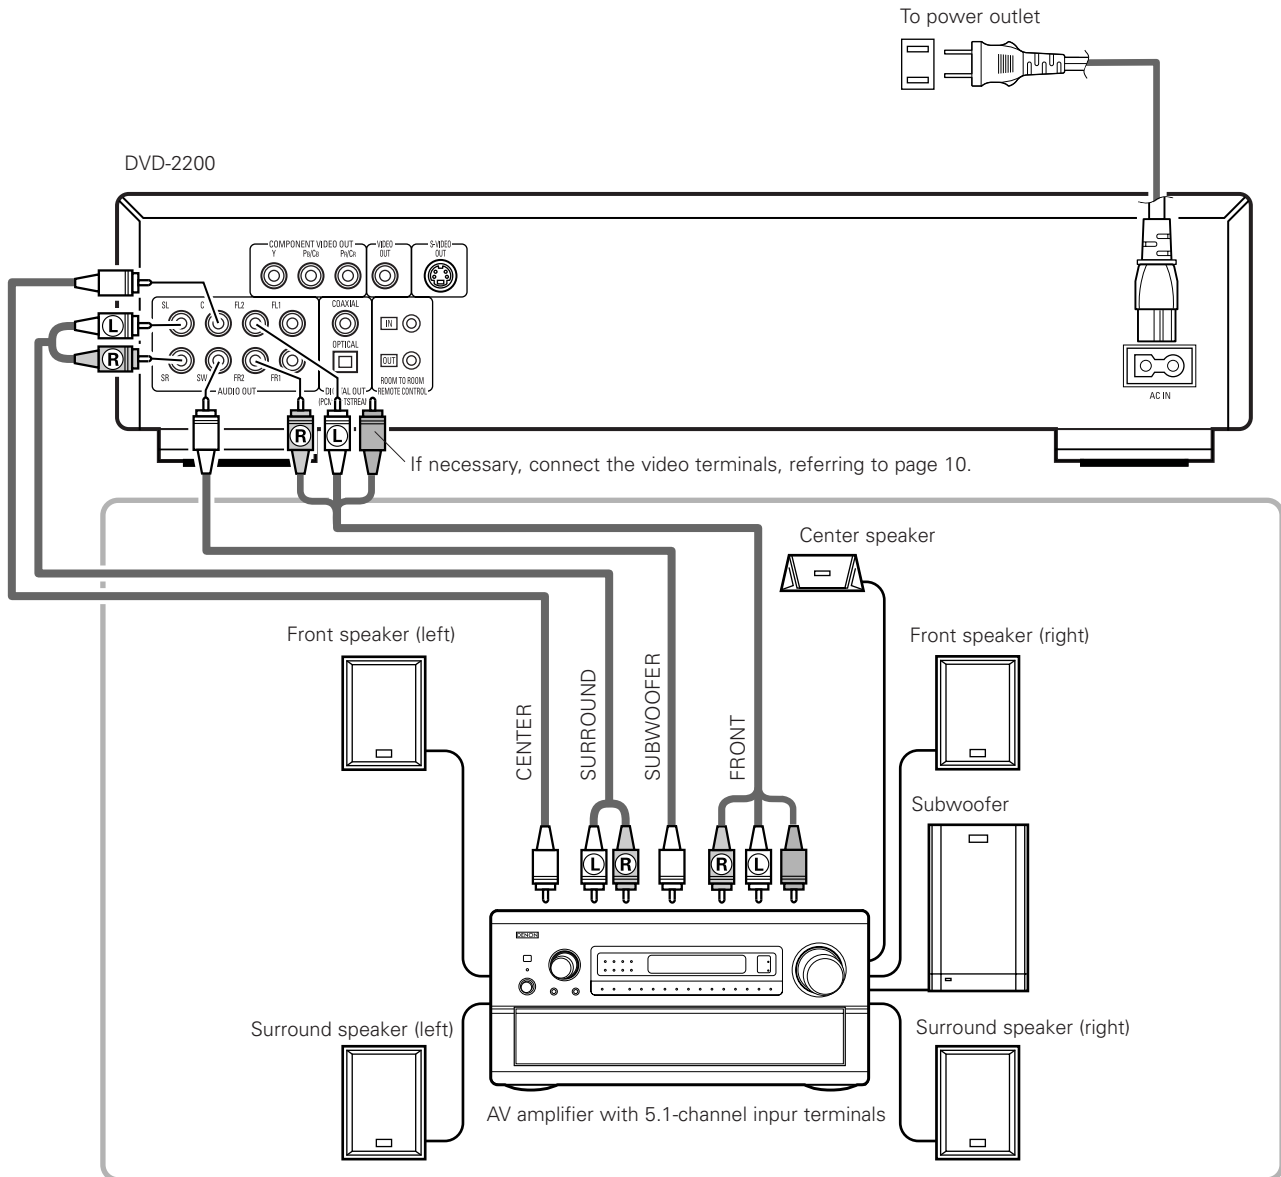 To power outlet
DVD-2200
COMPONENT VIDEO OUT
Y PB/CB PR/CR
VIDEO OUT
S-VIDEO OUT
SL C FL2 FL1
COAXIAL
IN
L
OPTICAL
R
OUT
SR SW FR2 FR1
AUDIO OUT
ROOM TO ROOM
REMOTE CONTROL
AC IN
R L
If necessary, connect the video terminals, referring to page 10.
Center speaker
Front speaker (left)
Front speaker (right)
CENTER
SURROUND
SUBWOOFER
FRONT
Subwoofer
L R R L
DENON
Surround speaker (left)
Surround speaker (right)
AV amplifier with 5.1-channel inpur terminals